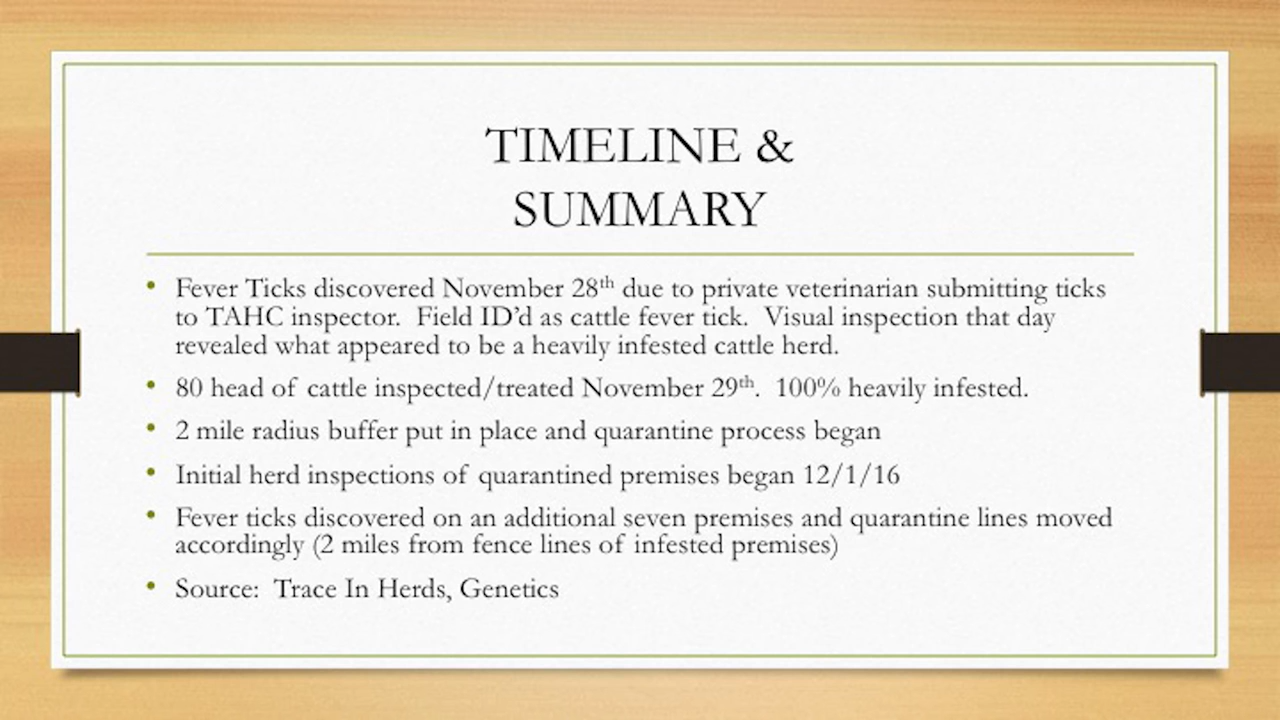 TIMELINE &
SUMMARY
• Fever Ticks discovered November 28th due to private veterinarian submitting ticks
to TAHC inspector.  Field ID’d as cattle fever tick.  Visual inspection that day
revealed what appeared to be a heavily infested cattle herd.
• 80 head of cattle inspected/treated November 29th.  100% heavily infested.
• 2 mile radius buffer put in place and quarantine process began
• Initial herd inspections of quarantined premises began 12/1/16
• Fever ticks discovered on an additional seven premises and quarantine lines moved
accordingly (2 miles from fence lines of infested premises)
• Source:  Trace In Herds, Genetics